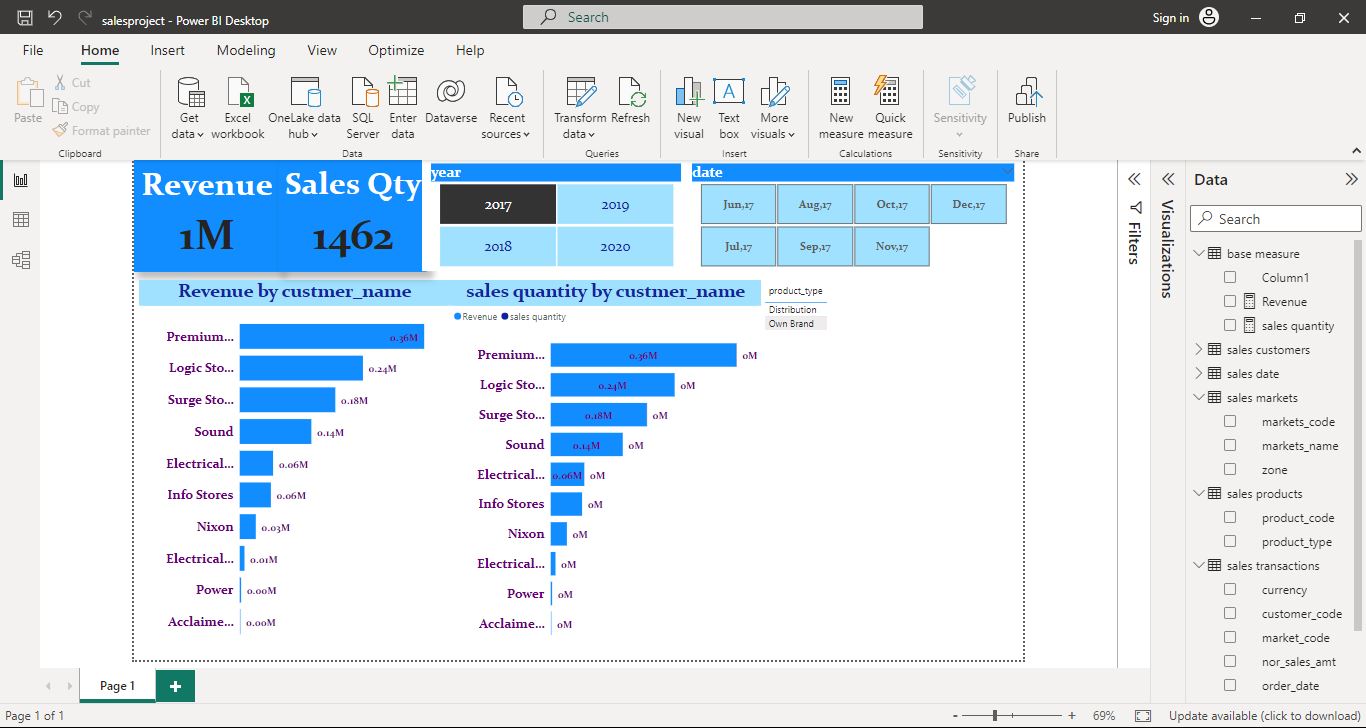 salesproject - Power BI Desktop
Search
Sign in
File
Home
Insert
Modeling
View
Optimize
Help
Paste
Cut
Copy
Format painter
Clipboard
Get data
Excel workbook
OneLake data hub
SQL Server
Enter data
Dataverse
Recent sources
Data
Transform data
Refresh
Queries
New visual
Text box
More visuals
Insert
New measure
Quick measure
Calculations
Sensitivity
Sensitivity
Publish
Share
Revenue
1M
Sales Qty
1462
year
2017
2019
2018
2020
date
Jun,17
Aug,17
Oct,17
Dec,17
Jul,17
Sep,17
Nov,17
Revenue by custmer_name
Premium... 0.36M
Logic Sto... 0.24M
Surge Sto... 0.18M
Sound 0.14M
Electrical... 0.06M
Info Stores 0.06M
Nixon 0.03M
Electrical... 0.01M
Power 0.00M
Acclaime... 0.00M
sales quantity by custmer_name
Revenue sales quantity
Premium... 0.36M 0M
Logic Sto... 0.24M 0M
Surge Sto... 0.18M 0M
Sound 0.14M 0M
Electrical... 0.06M 0M
Info Stores 0M
Nixon 0M
Electrical... 0M
Power 0M
Acclaime... 0M
product_type
Distribution
Own Brand
Filters
Visualizations
Data
Search
base measure
Column1
Revenue
sales quantity
sales customers
sales date
sales markets
markets_code
markets_name
zone
sales products
product_code
product_type
sales transactions
currency
customer_code
market_code
nor_sales_amt
order_date
Page 1
Page 1 of 1
69%
Update available (click to download)